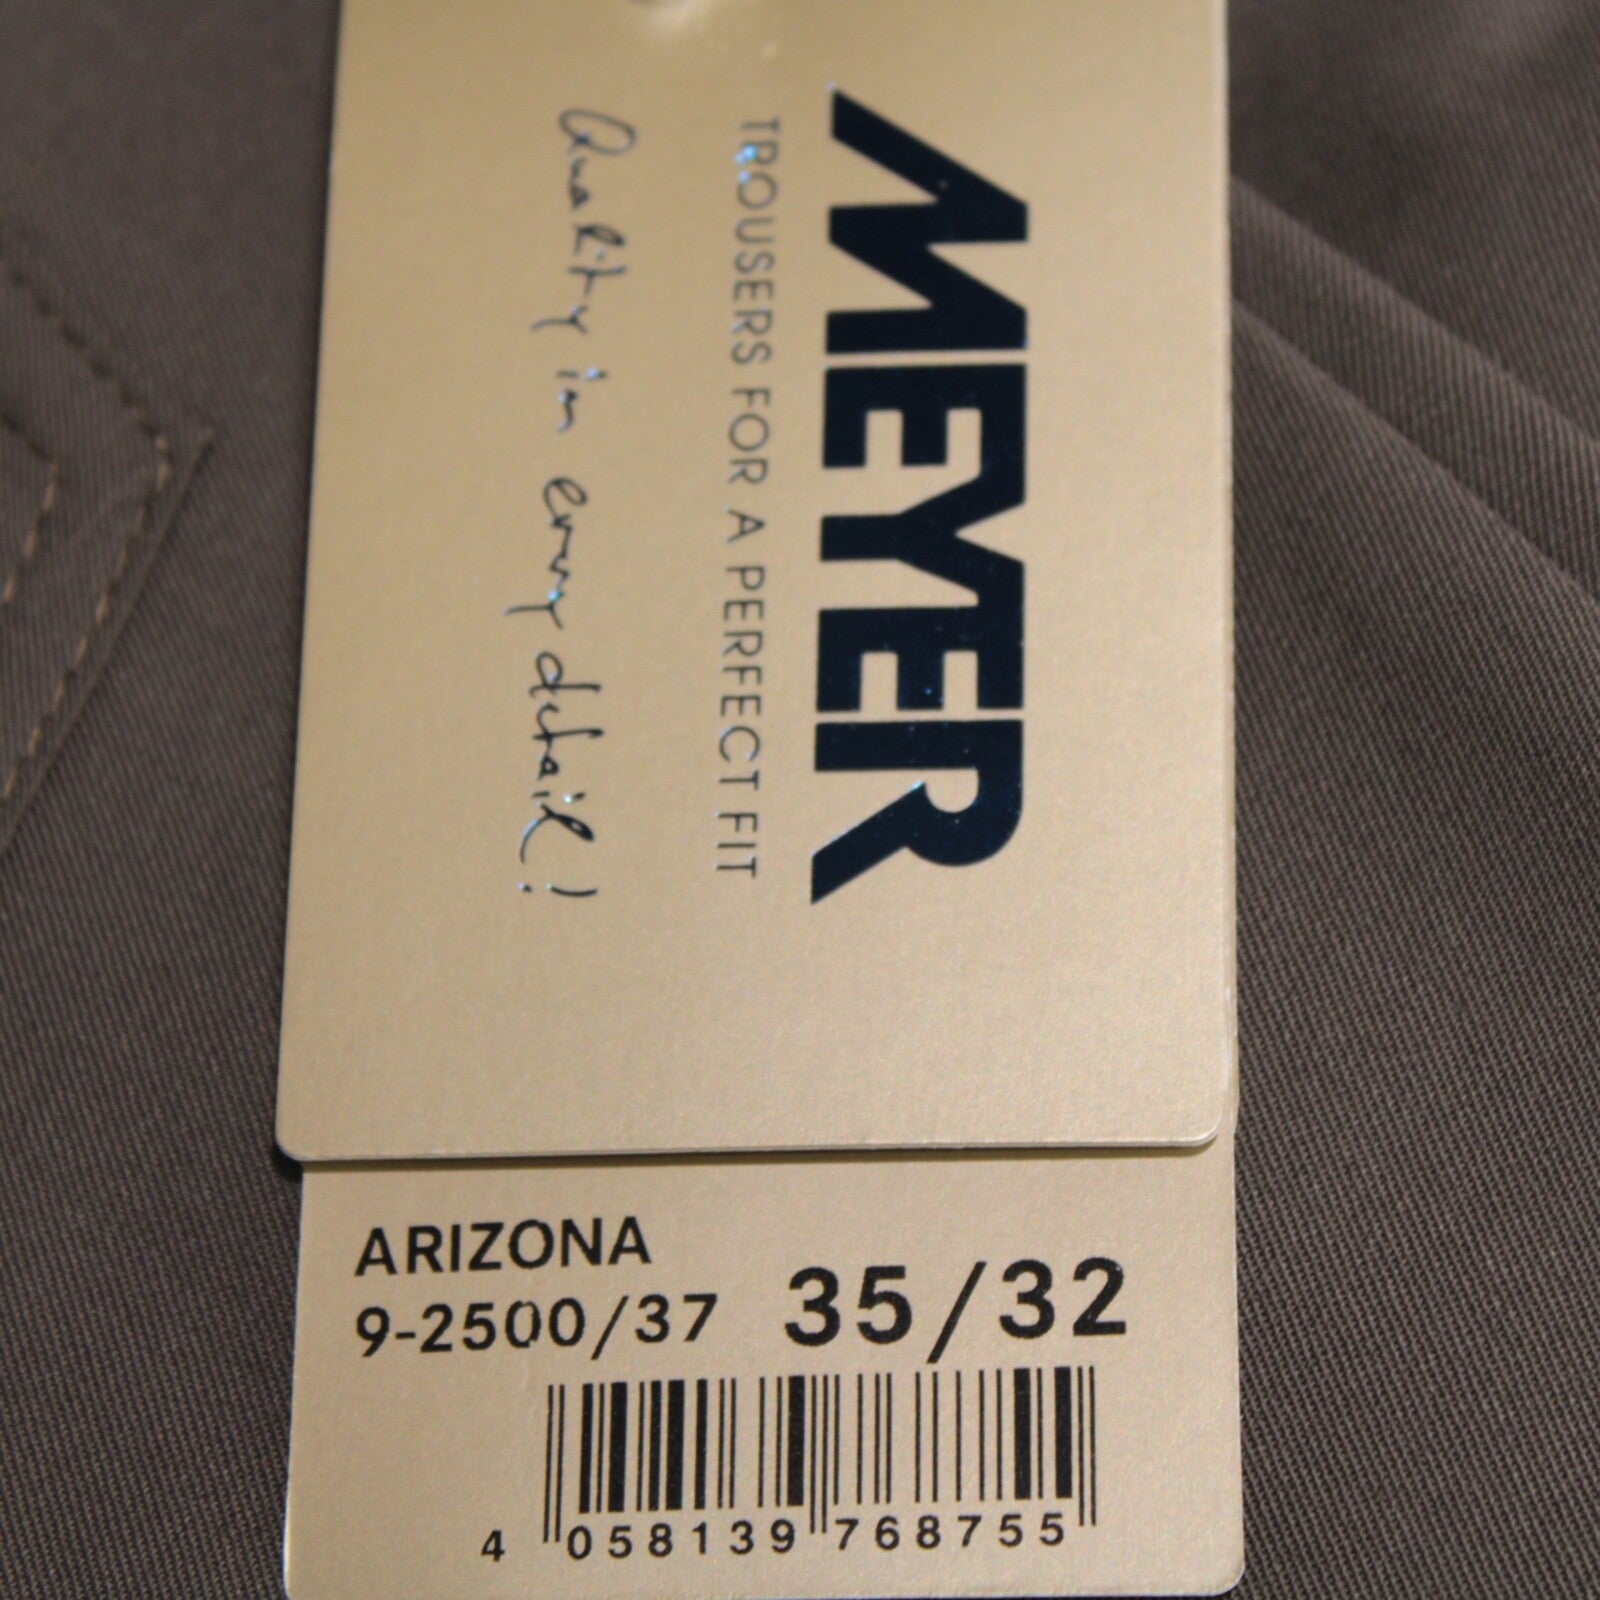 MEYER
TROUSERS FOR A PERFECT FIT
Quality in every detail!
ARIZONA
9-2500/37 35/32
4 058139 768755